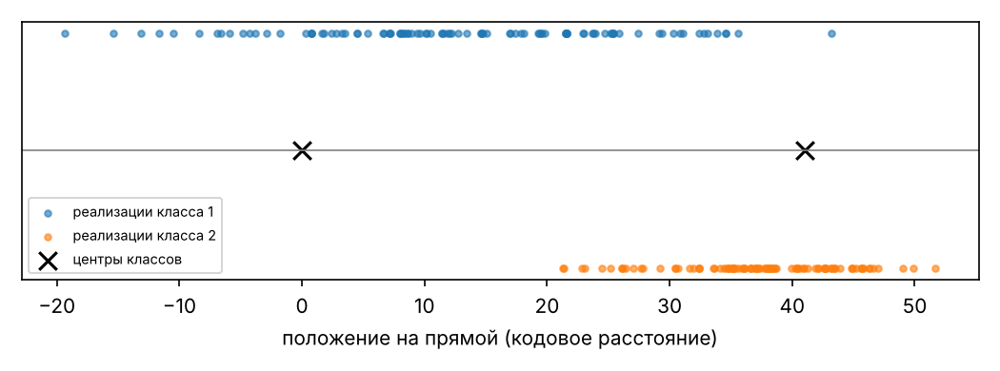 реализации класса 1
реализации класса 2
центры классов
−20 −10 0 10 20 30 40 50
положение на прямой (кодовое расстояние)